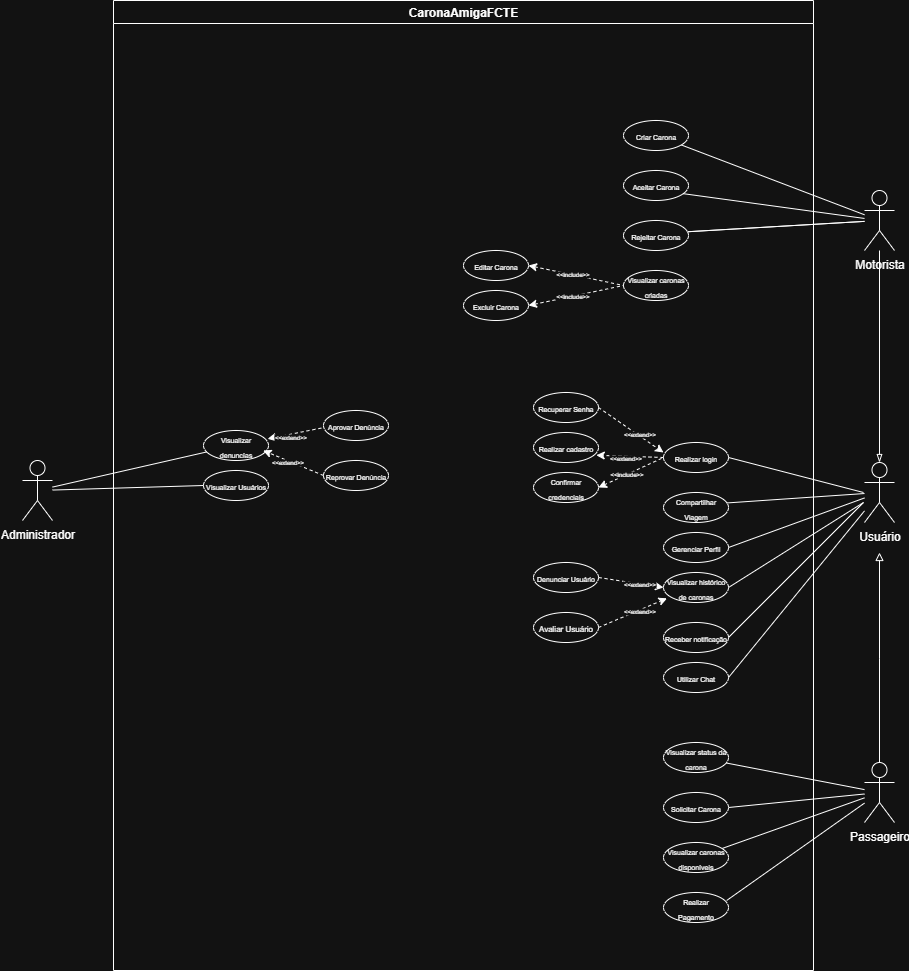 CaronaAmigaFCTE
Criar Carona
Aceitar Carona
Rejeitar Carona
Motorista
Editar Carona
<<include>>
Visualizar caronas
criadas
<<include>>
Excluir Carona
Recuperar Senha
<<extend>>
Realizar cadastro
<<extend>>
Realizar login
<<include>>
Confirmar
credenciais
Visualizar
denuncias
<<extend>>
Aprovar Denúncia
<<extend>>
Reprovar Denúncia
Visualizar Usuários
Administrador
Compartilhar
Viagem
Usuário
Gerenciar Perfil
Denunciar Usuário
<<extend>>
Visualizar histórico
de caronas
<<extend>>
Avaliar Usuário
Receber notificação
Utilizar Chat
Visualizar status da
carona
Solicitar Carona
Passageiro
Visualizar caronas
disponíveis
Realizar
Pagamento